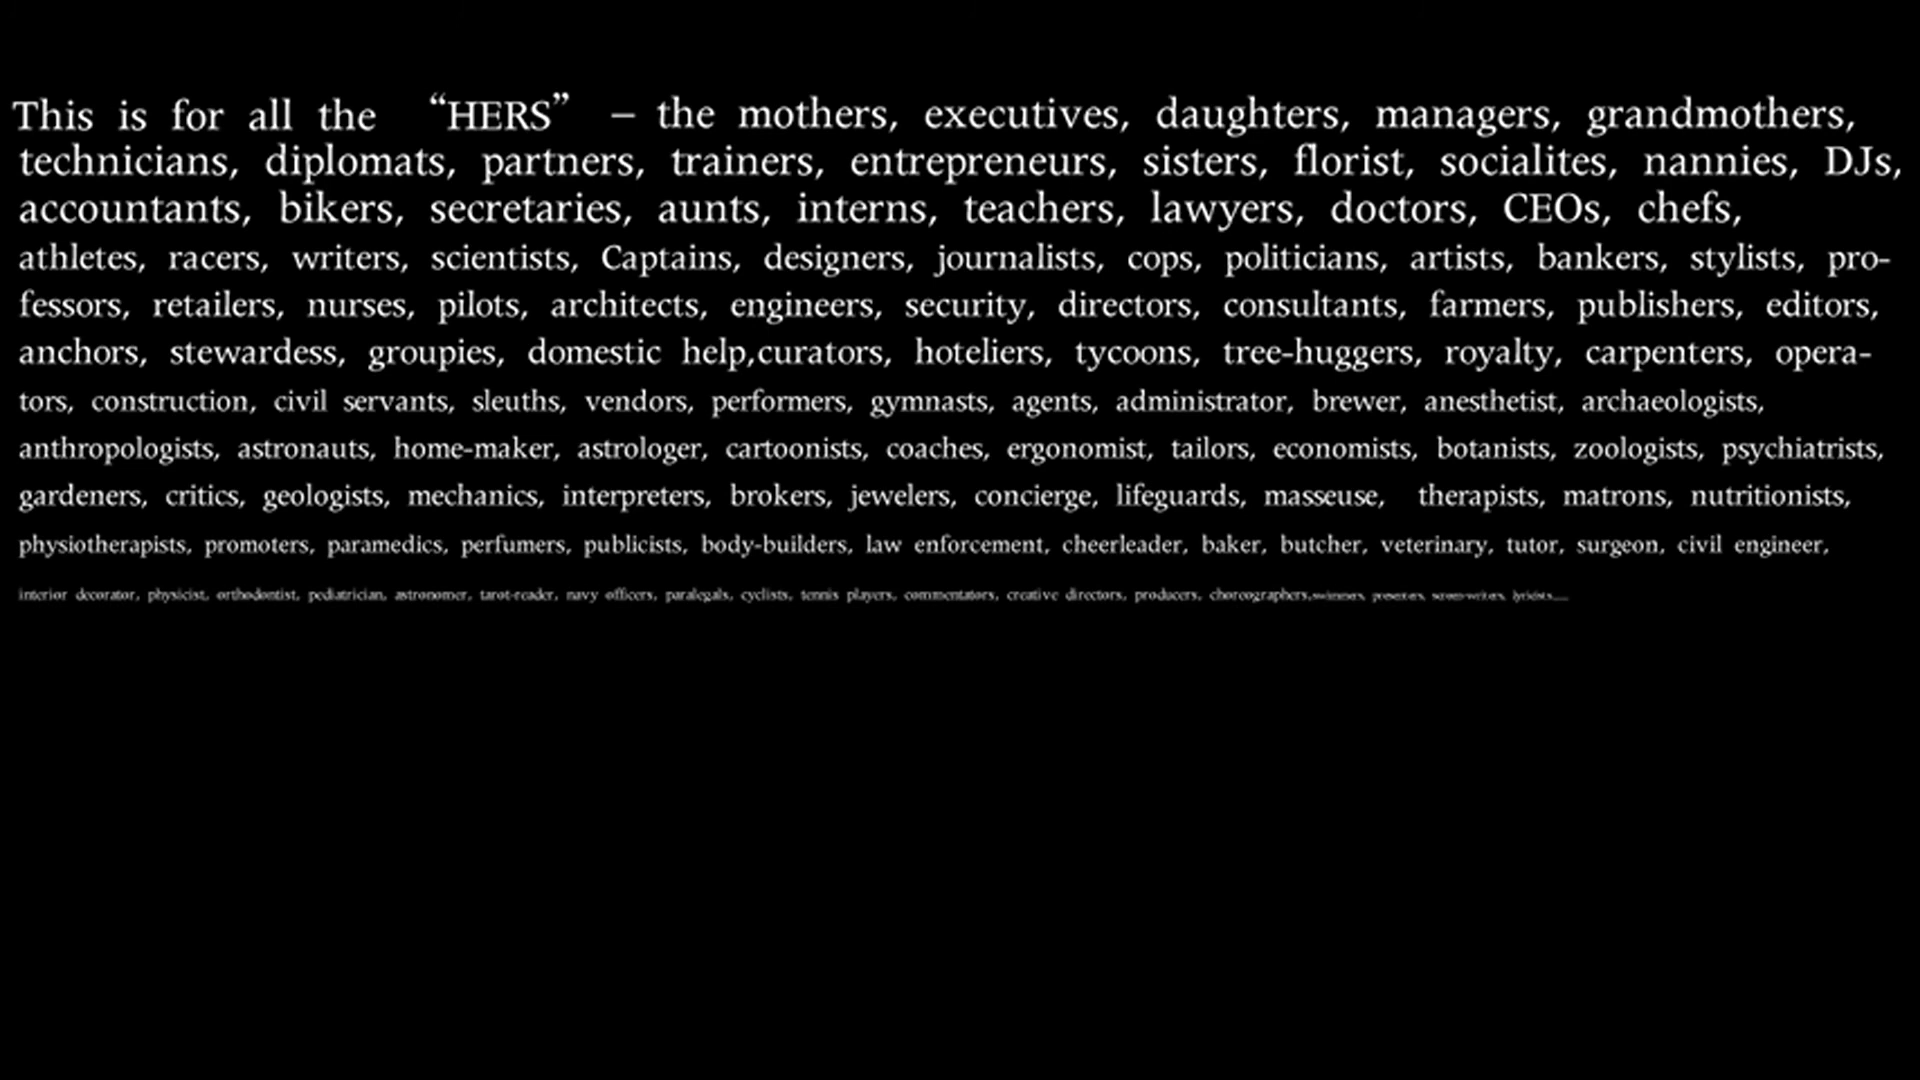 This is for all the “HERS” – the mothers, executives, daughters, managers, grandmothers,
technicians, diplomats, partners, trainers, entrepreneurs, sisters, florist, socialites, nannies, DJs,
accountants, bikers, secretaries, aunts, interns, teachers, lawyers, doctors, CEOs, chefs,
athletes, racers, writers, scientists, Captains, designers, journalists, cops, politicians, artists, bankers, stylists, pro-
fessors, retailers, nurses, pilots, architects, engineers, security, directors, consultants, farmers, publishers, editors,
anchors, stewardess, groupies, domestic help,curators, hoteliers, tycoons, tree-huggers, royalty, carpenters, opera-
tors, construction, civil servants, sleuths, vendors, performers, gymnasts, agents, administrator, brewer, anesthetist, archaeologists,
anthropologists, astronauts, home-maker, astrologer, cartoonists, coaches, ergonomist, tailors, economists, botanists, zoologists, psychiatrists,
gardeners, critics, geologists, mechanics, interpreters, brokers, jewelers, concierge, lifeguards, masseuse, therapists, matrons, nutritionists,
physiotherapists, promoters, paramedics, perfumers, publicists, body-builders, law enforcement, cheerleader, baker, butcher, veterinary, tutor, surgeon, civil engineer,
interior decorator, physicist, orthodontist, pediatrician, astronomer, tarot-reader, navy officers, paralegals, cyclists, tennis players, commentators, creative directors, producers, choreographers,